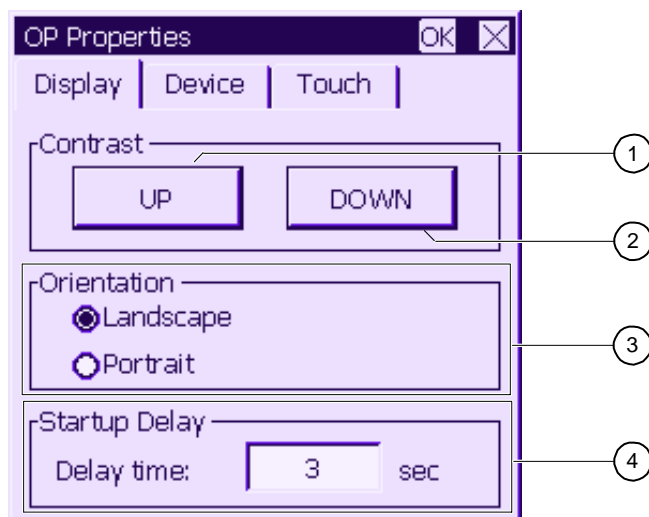 OP Properties OK
Display Device Touch
Contrast
UP DOWN
1
2
Orientation
Landscape
Portrait
3
Startup Delay
Delay time: 3 sec
4